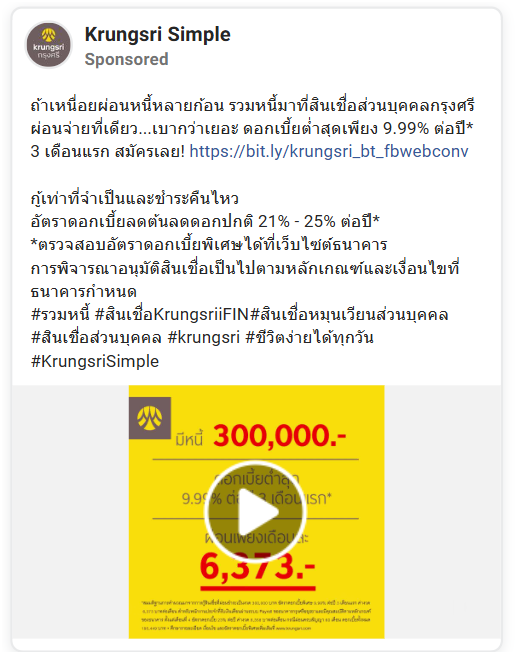 krungsri
กรุงศรี
Krungsri Simple
Sponsored
ถ้าเหนื่อยผ่อนหนี้หลายก้อน รวมหนี้มาที่สินเชื่อส่วนบุคคลกรุงศรี
ผ่อนจ่ายที่เดียว...เบากว่าเยอะ ดอกเบี้ยต่ำสุดเพียง 9.99% ต่อปี*
3 เดือนแรก สมัครเลย! https://bit.ly/krungsri_bt_fbwebconv
กู้เท่าที่จำเป็นและชำระคืนไหว
อัตราดอกเบี้ยลดต้นลดดอกปกติ 21% - 25% ต่อปี*
*ตรวจสอบอัตราดอกเบี้ยพิเศษได้ที่เว็บไซต์ธนาคาร
การพิจารณาอนุมัติสินเชื่อเป็นไปตามหลักเกณฑ์และเงื่อนไขที่
ธนาคารกำหนด
#รวมหนี้ #สินเชื่อKrungsriiFIN#สินเชื่อหมุนเวียนส่วนบุคคล
#สินเชื่อส่วนบุคคล #krungsri #ชีวิตง่ายได้ทุกวัน
#KrungsriSimple
มีหนี้ 300,000.-
ดอกเบี้ยต่ำสุด
9.99% ต่อ 3 เดือนแรก*
ผ่อนเพียงเดือนละ
6,373.-